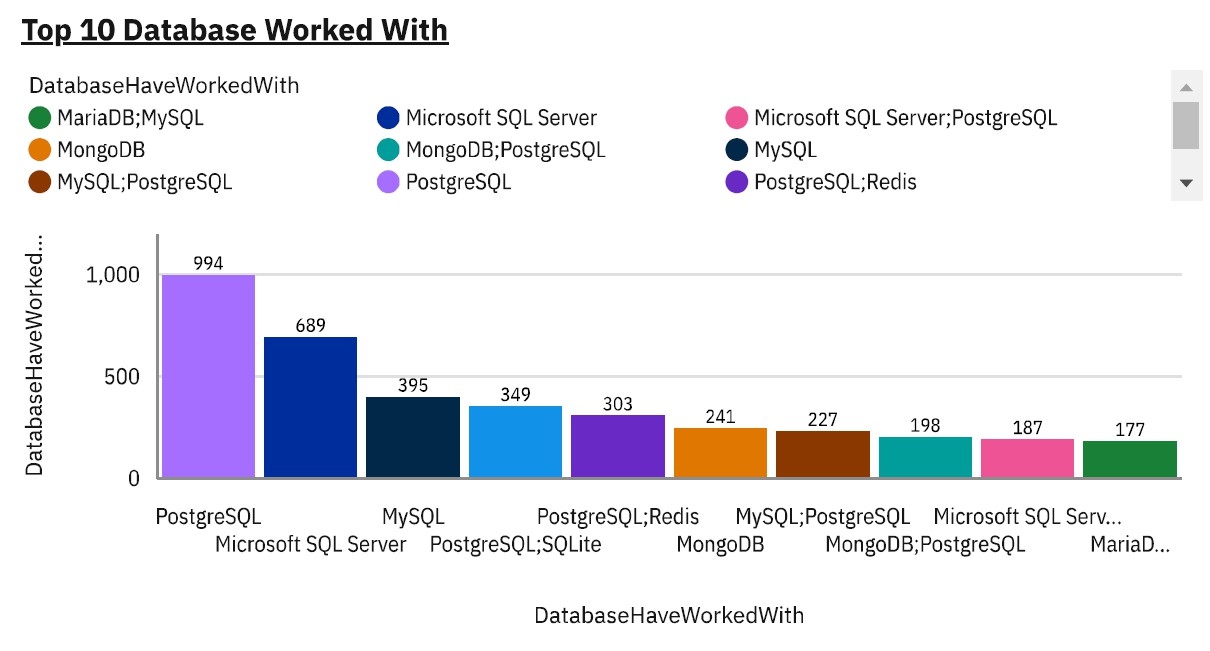 Top 10 Database Worked With
DatabaseHaveWorkedWith
MariaDB;MySQL Microsoft SQL Server Microsoft SQL Server;PostgreSQL
MongoDB MongoDB;PostgreSQL MySQL
MySQL;PostgreSQL PostgreSQL PostgreSQL;Redis
DatabaseHaveWorked...
1,000
500
0
994
689
395
349
303
241
227
198
187
177
PostgreSQL MySQL PostgreSQL;Redis MySQL;PostgreSQL Microsoft SQL Serv...
Microsoft SQL Server PostgreSQL;SQLite MongoDB MongoDB;PostgreSQL MariaD...
DatabaseHaveWorkedWith